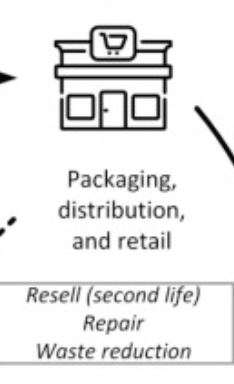 Packaging,
distribution,
and retail
Resell (second life)
Repair
Waste reduction